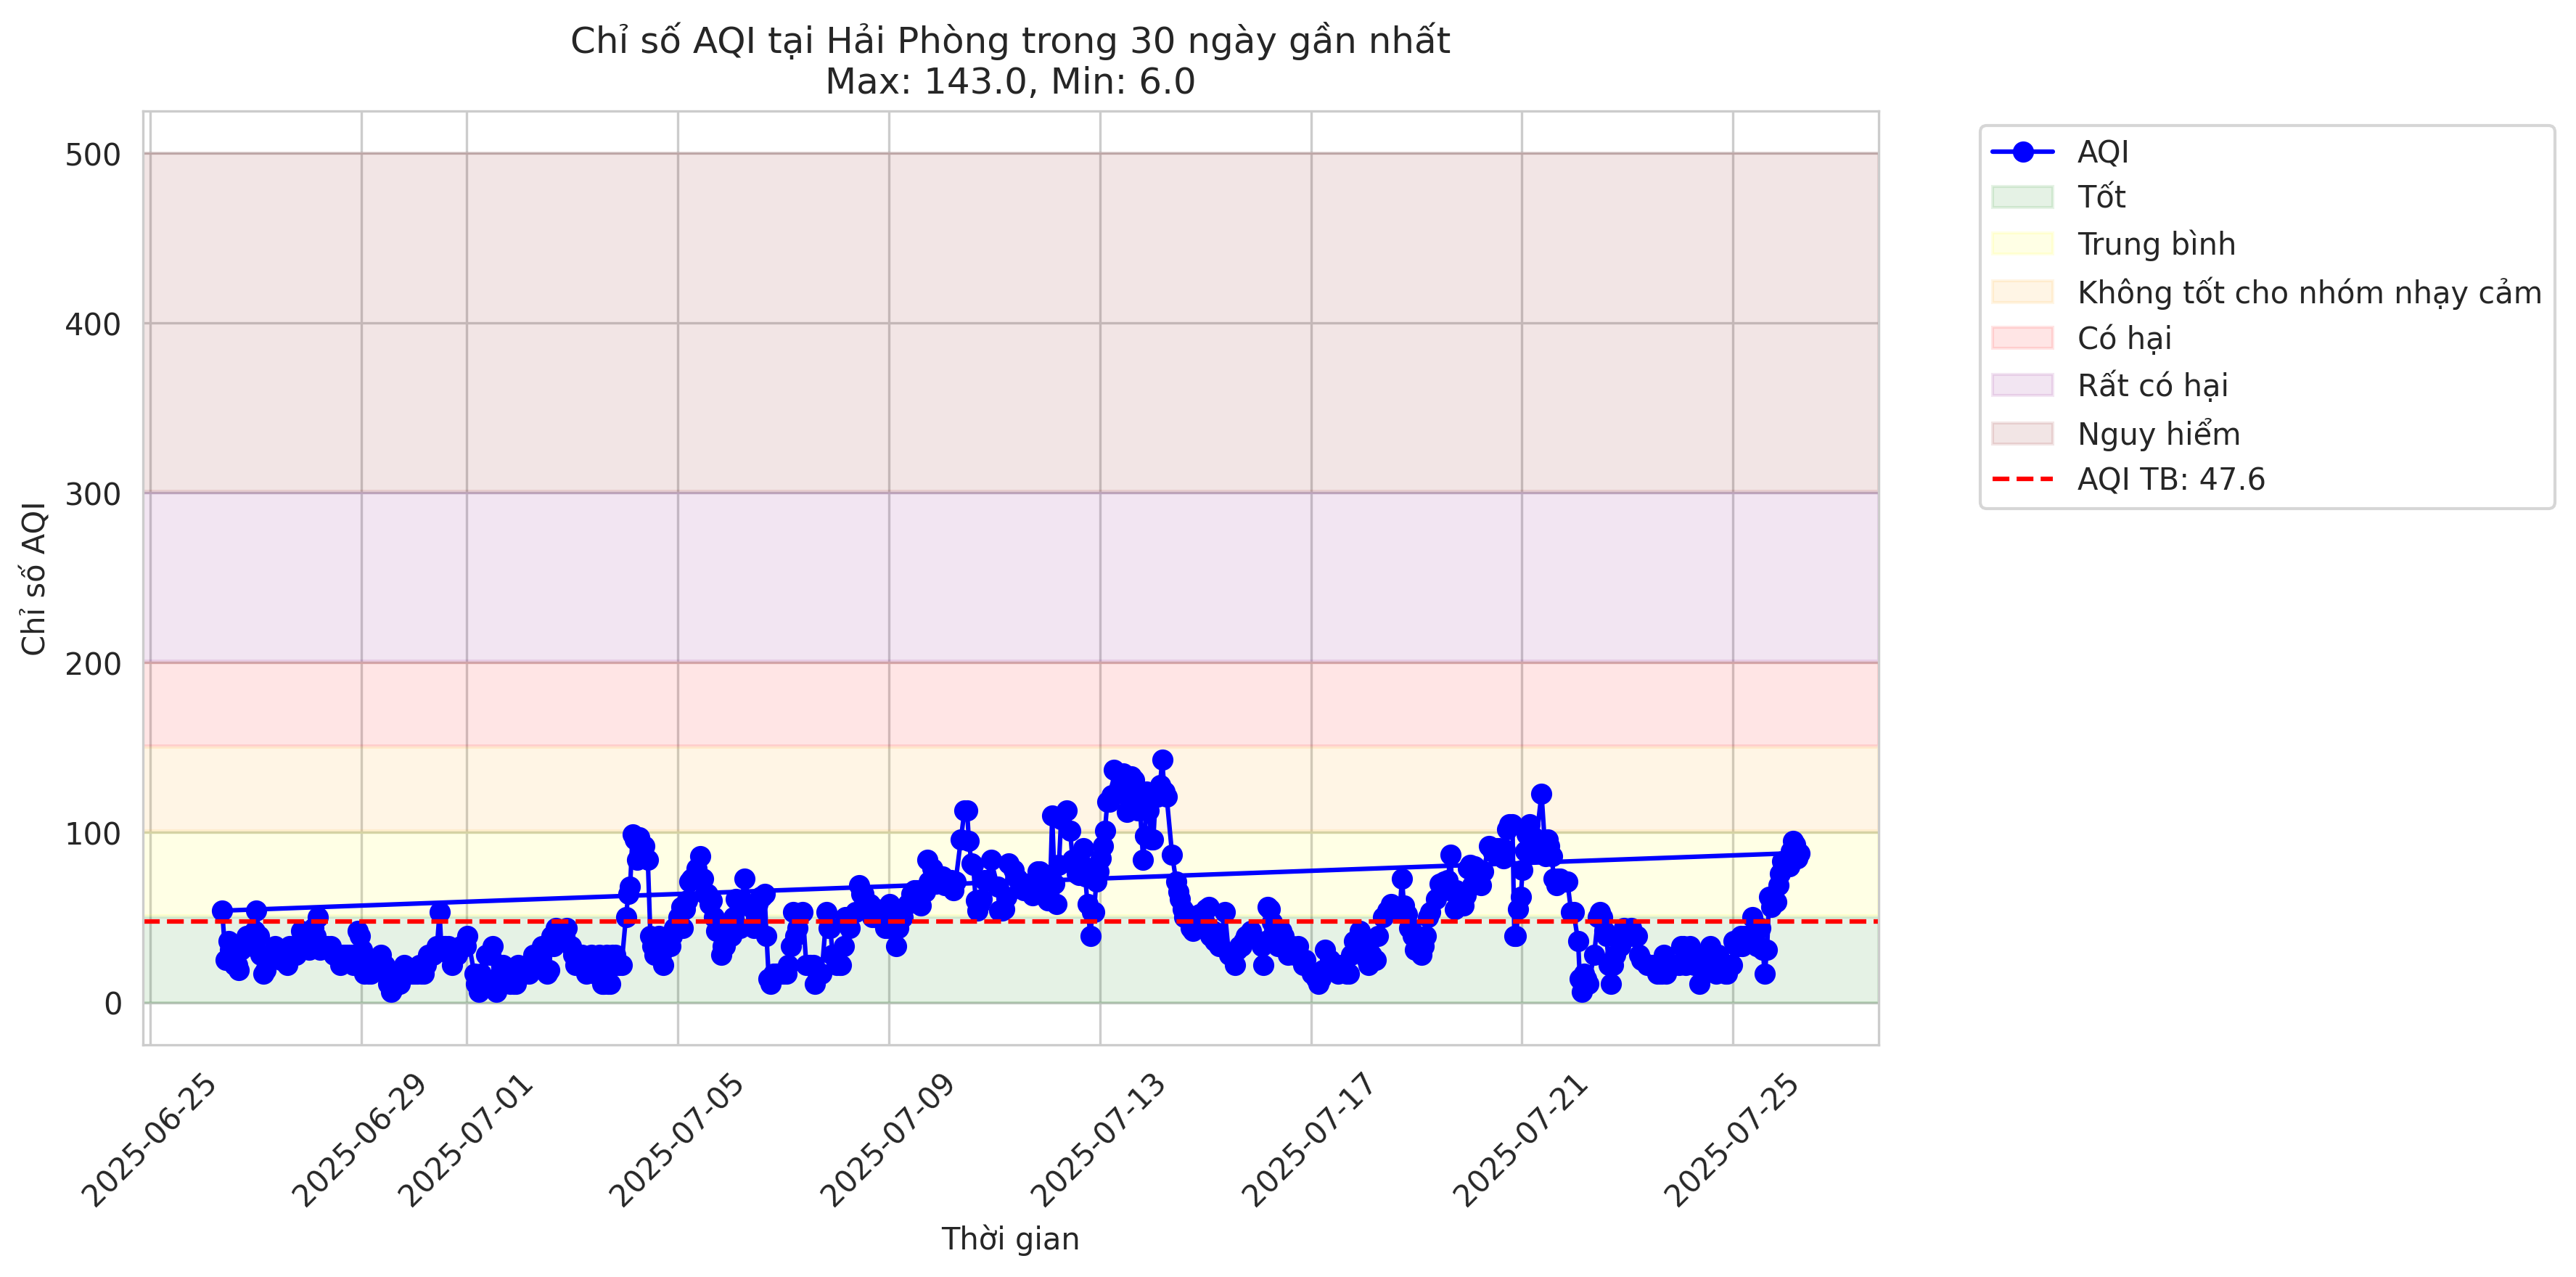 Chỉ số AQI tại Hải Phòng trong 30 ngày gần nhất
Max: 143.0, Min: 6.0
Chỉ số AQI
500
400
300
200
100
0
2025-06-25
2025-06-29
2025-07-01
2025-07-05
2025-07-09
2025-07-13
2025-07-17
2025-07-21
2025-07-25
Thời gian
AQI
Tốt
Trung bình
Không tốt cho nhóm nhạy cảm
Có hại
Rất có hại
Nguy hiểm
AQI TB: 47.6